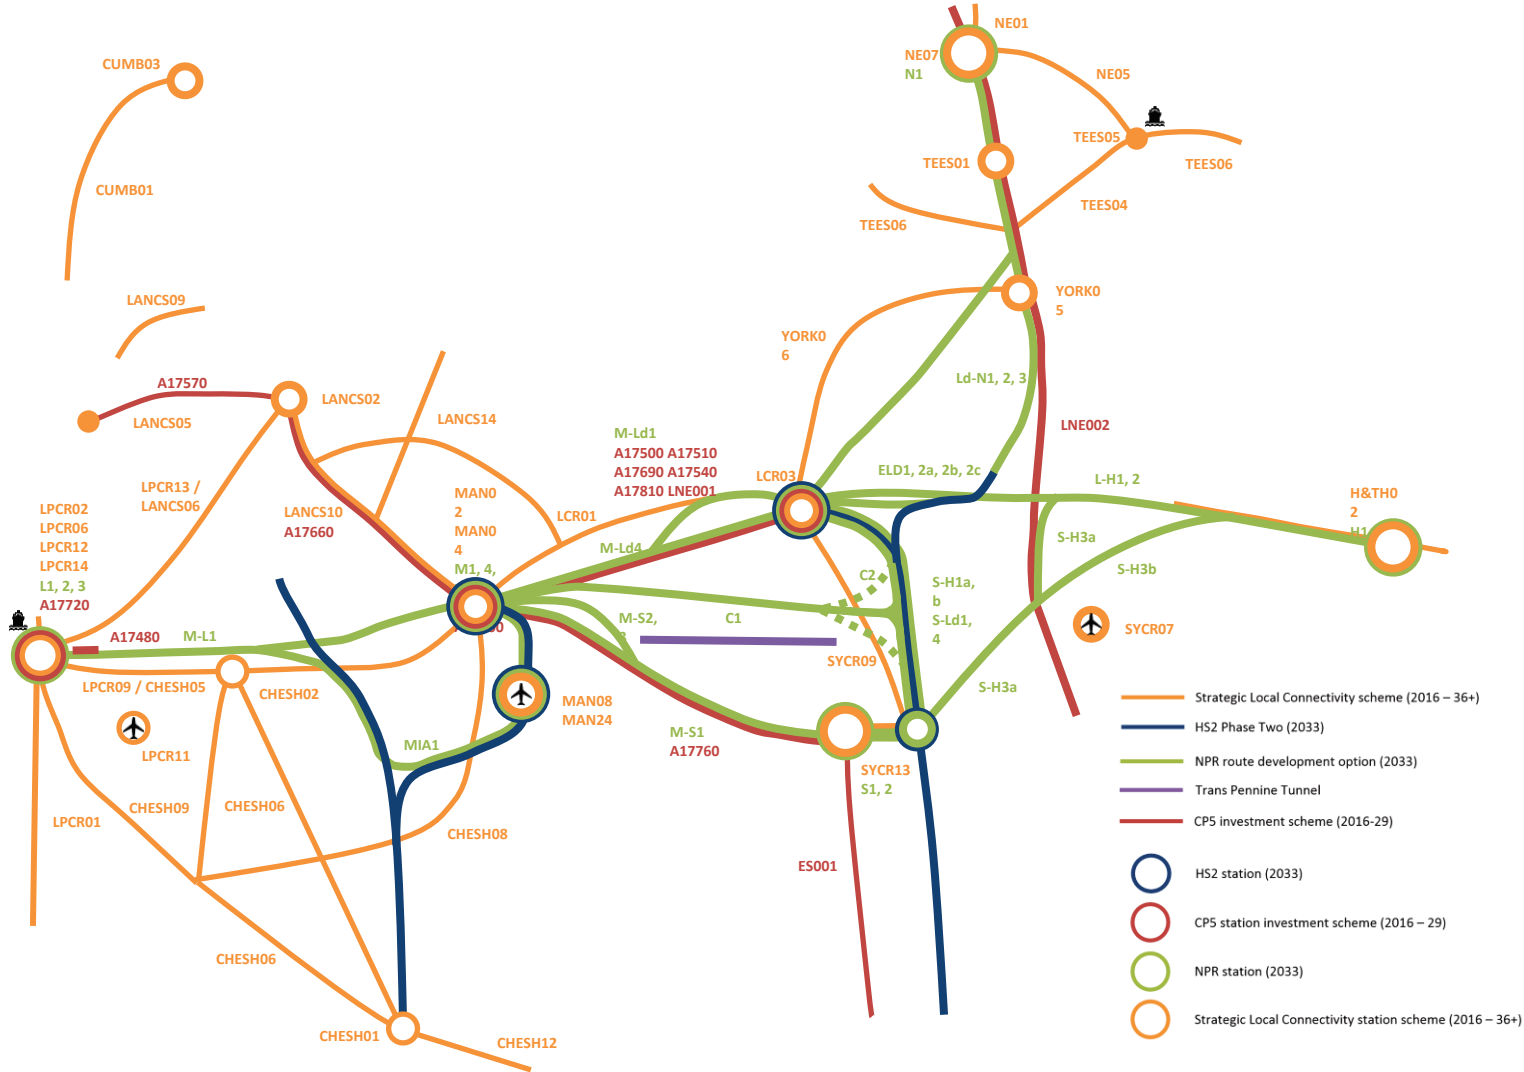 NE01
NE07
N1
NE05
CUMB03
TEES05
TEES01
TEES06
CUMB01
TEES04
TEES06
LANCS09
YORK0
5
YORK0
6
A17570
Ld-N1, 2, 3
LANCS02
LANCS05
LANCS14
LNE002
M-Ld1
A17500 A17510
A17690 A17540
A17810 LNE001
LCR03
ELD1, 2a, 2b, 2c
L-H1, 2
LPCR13 /
LANCS06
MAN0
2
MAN0
4
M1, 4,
H&TH0
2
H1
LPCR02
LPCR06
LPCR12
LPCR14
L1, 2, 3
A17720
LANCS10
A17660
LCR01
M-Ld4
S-H3a
S-H3b
C2
S-H1a,
b
S-Ld1,
4
A17480
M-L1
M-S2,
C1
SYCR07
SYCR09
LPCR09 / CHESH05
CHESH02
S-H3a
MAN08
MAN24
M-S1
A17760
MIA1
LPCR11
SYCR13
S1, 2
CHESH09
CHESH06
LPCR01
CHESH08
ES001
CHESH06
CHESH01
CHESH12
Strategic Local Connectivity scheme (2016 – 36+)
HS2 Phase Two (2033)
NPR route development option (2033)
Trans Pennine Tunnel
CP5 investment scheme (2016-29)
HS2 station (2033)
CP5 station investment scheme (2016 – 29)
NPR station (2033)
Strategic Local Connectivity station scheme (2016 – 36+)